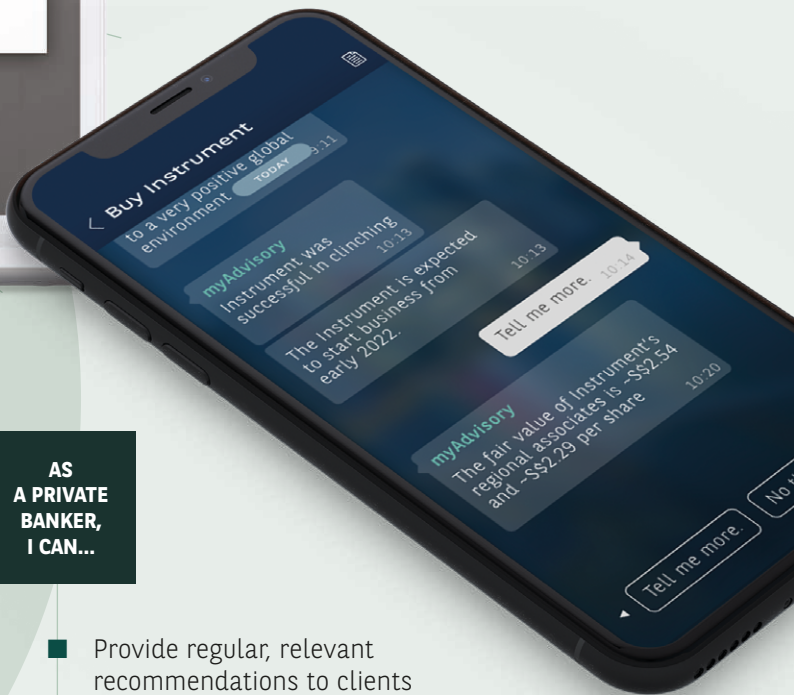 Buy Instrument
to a very positive global
environment
9:11
TODAY
myAdvisory
Instrument was
successful in clinching
10:13
The Instrument is expected
to start business from
early 2022.
10:13
Tell me more.
10:14
myAdvisory
The fair value of Instrument's
regional associates is ~S$2.54
and ~S$2.29 per share
10:20
Tell me more.
No
AS
A PRIVATE
BANKER,
I CAN...
Provide regular, relevant
recommendations to clients